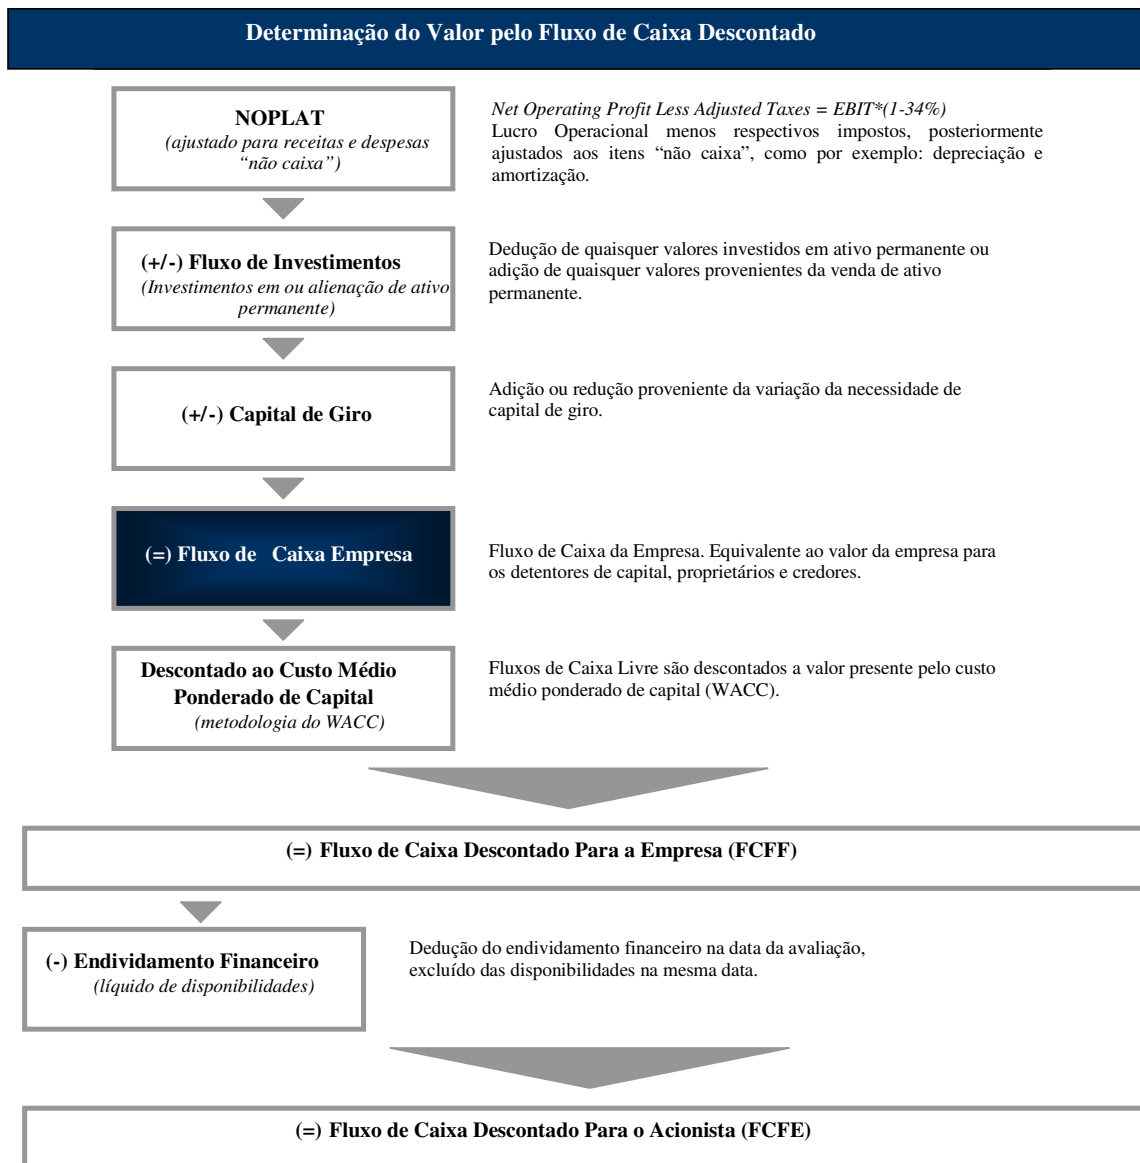 Determinação do Valor pelo Fluxo de Caixa Descontado
NOPLAT
(ajustado para receitas e despesas
“não caixa”)
Net Operating Profit Less Adjusted Taxes = EBIT*(1-34%)
Lucro Operacional menos respectivos impostos, posteriormente
ajustados aos itens “não caixa”, como por exemplo: depreciação e
amortização.
(+/-) Fluxo de Investimentos
(Investimentos em ou alienação de ativo
permanente)
Dedução de quaisquer valores investidos em ativo permanente ou
adição de quaisquer valores provenientes da venda de ativo
permanente.
(+/-) Capital de Giro
Adição ou redução proveniente da variação da necessidade de
capital de giro.
(=) Fluxo de Caixa Empresa
Fluxo de Caixa da Empresa. Equivalente ao valor da empresa para
os detentores de capital, proprietários e credores.
Descontado ao Custo Médio
Ponderado de Capital
(metodologia do WACC)
Fluxos de Caixa Livre são descontados a valor presente pelo custo
médio ponderado de capital (WACC).
(=) Fluxo de Caixa Descontado Para a Empresa (FCFF)
(-) Endividamento Financeiro
(líquido de disponibilidades)
Dedução do endividamento financeiro na data da avaliação,
excluído das disponibilidades na mesma data.
(=) Fluxo de Caixa Descontado Para o Acionista (FCFE)